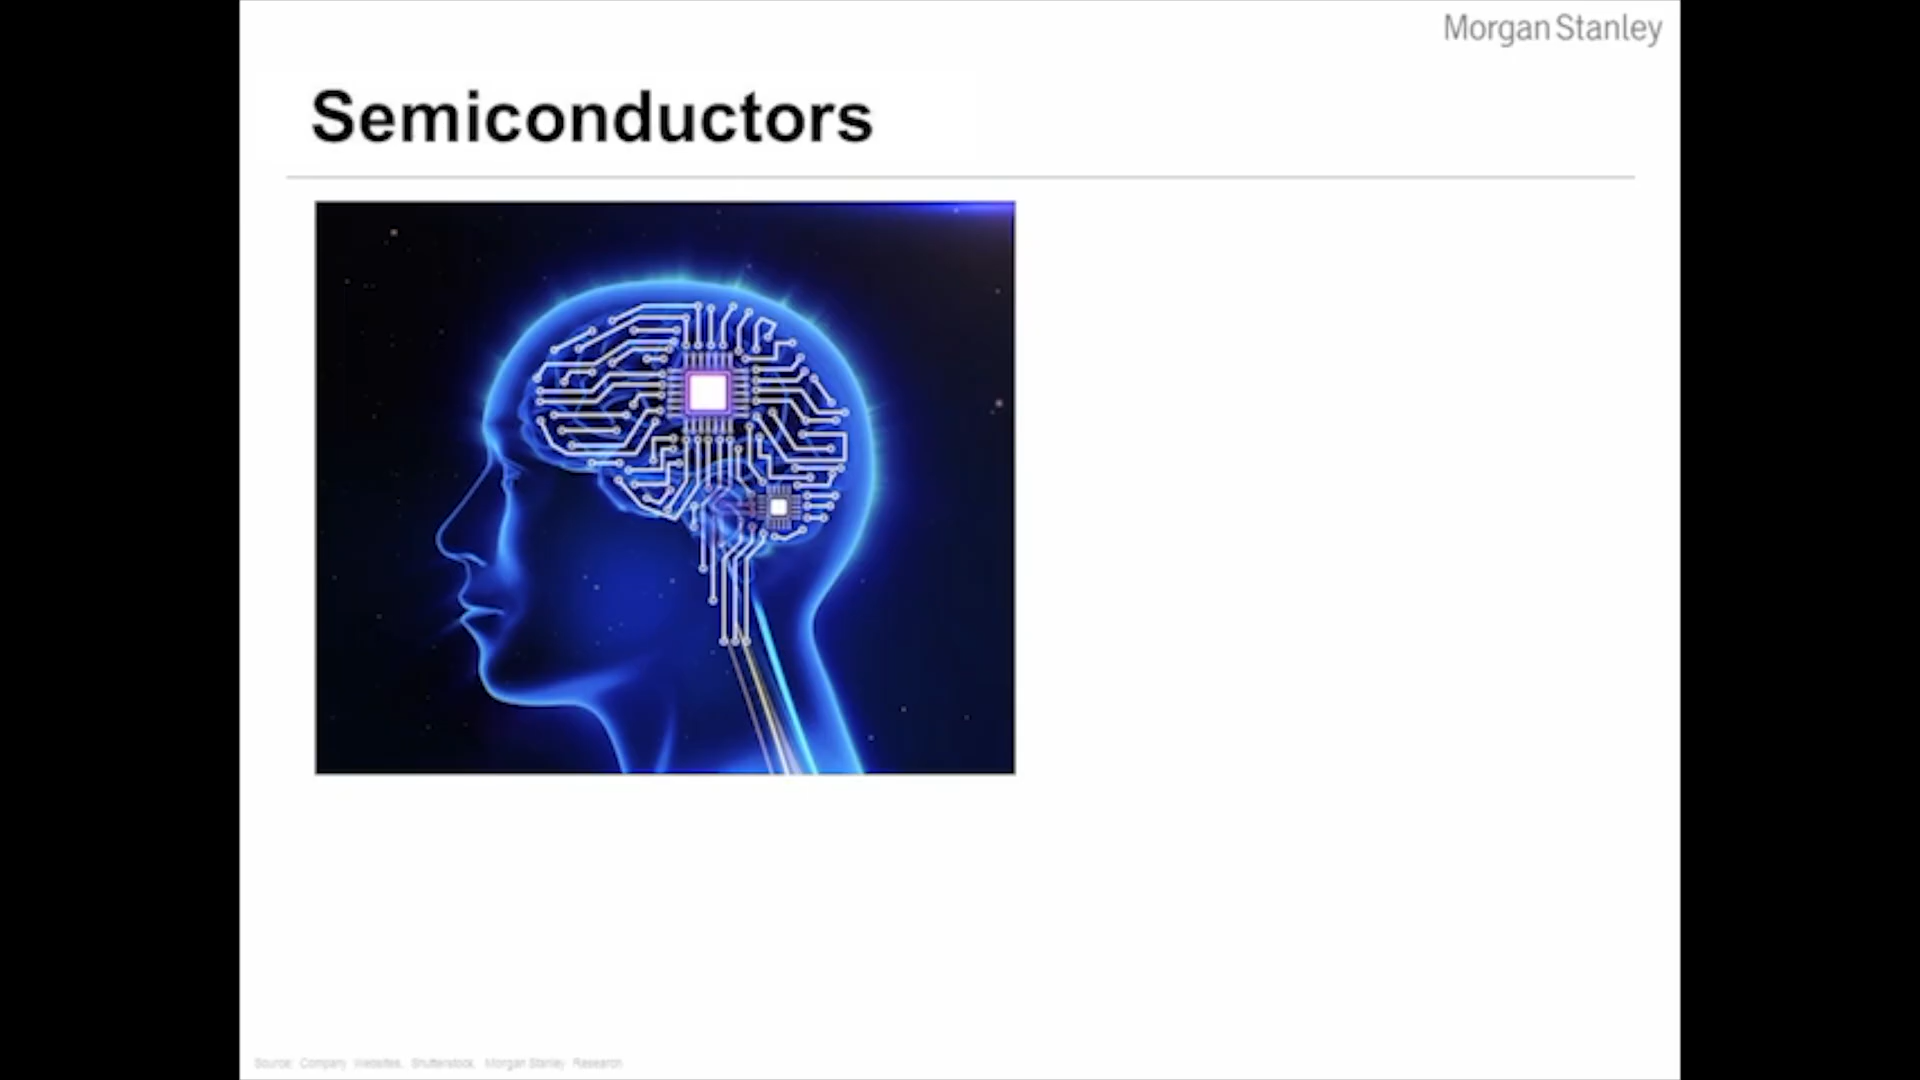 Morgan Stanley
Semiconductors
Source: Company Websites, Shutterstock, Morgan Stanley Research